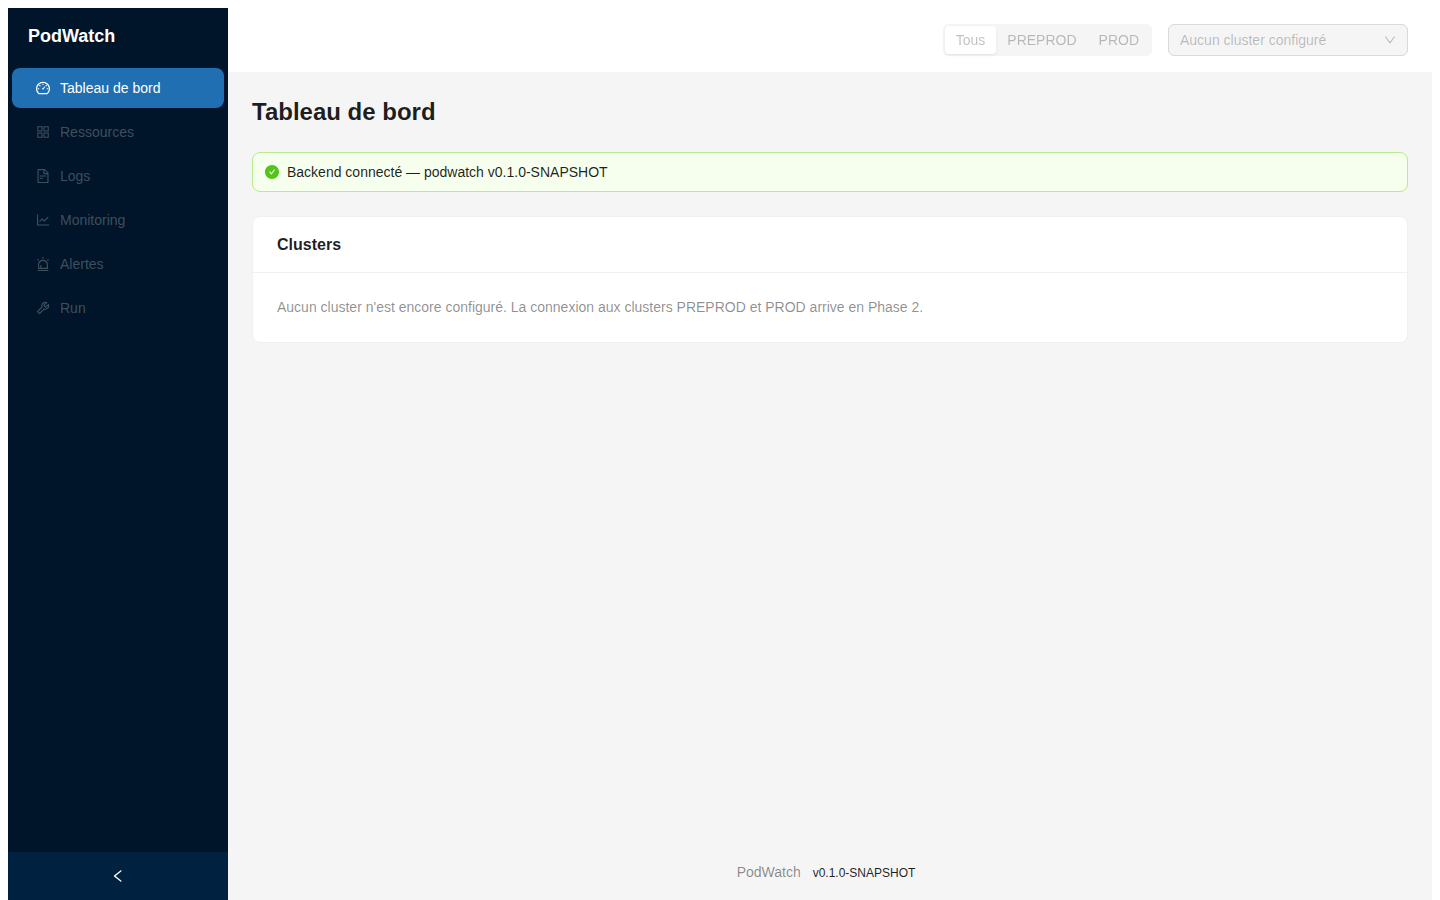 PodWatch
Tous PREPROD PROD Aucun cluster configuré
Tableau de bord
Ressources
Logs
Monitoring
Alertes
Run
Tableau de bord
Backend connecté — podwatch v0.1.0-SNAPSHOT
Clusters
Aucun cluster n'est encore configuré. La connexion aux clusters PREPROD et PROD arrive en Phase 2.
PodWatch v0.1.0-SNAPSHOT